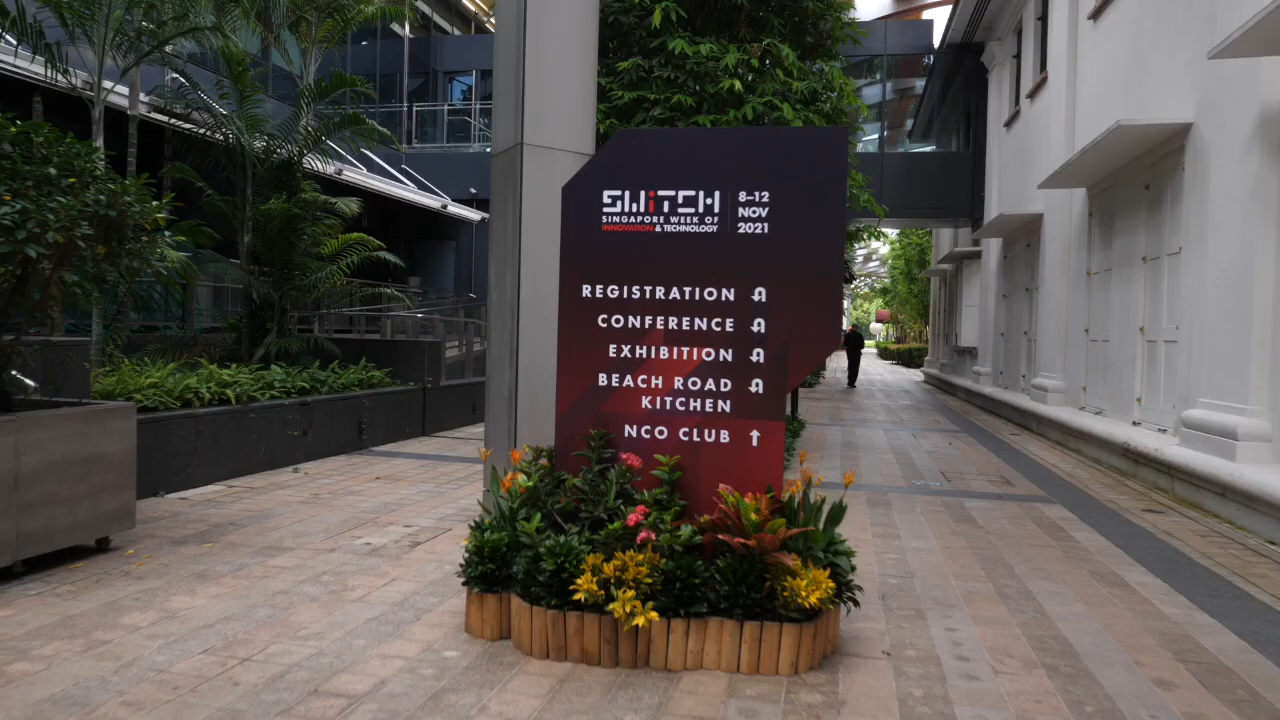 SWiTCH
SINGAPORE WEEK OF
INNOVATION & TECHNOLOGY
8–12
NOV
2021
REGISTRATION
CONFERENCE
EXHIBITION
BEACH ROAD
KITCHEN
NCO CLUB ↑